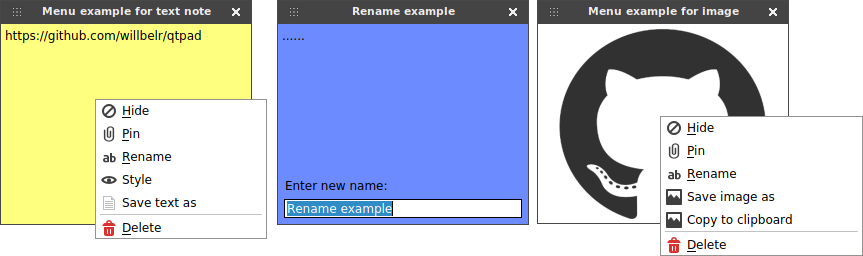 Menu example for text note
https://github.com/willbelr/qtpad
Hide
Pin
ab Rename
Style
Save text as
Delete
Rename example
......
Enter new name:
Rename example
Menu example for image
Hide
Pin
ab Rename
Save image as
Copy to clipboard
Delete